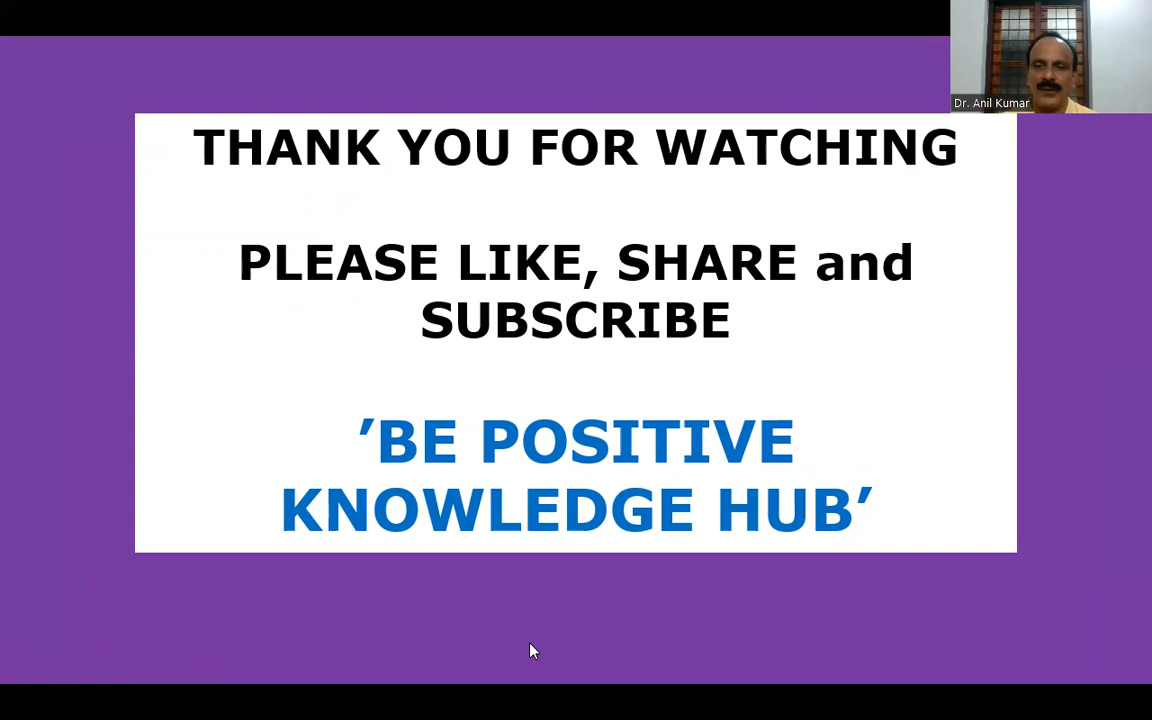 Dr. Anil Kumar
THANK YOU FOR WATCHING
PLEASE LIKE, SHARE and
SUBSCRIBE
’BE POSITIVE
KNOWLEDGE HUB’